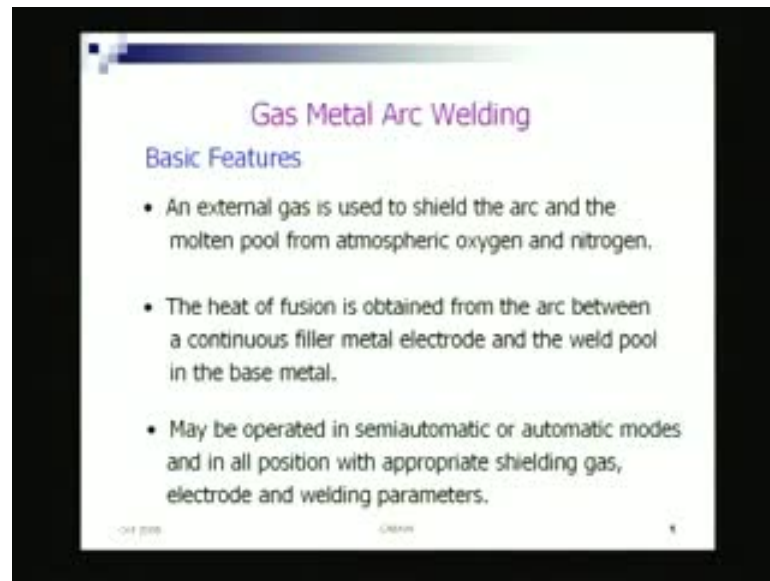 Gas Metal Arc Welding
Basic Features
• An external gas is used to shield the arc and the
molten pool from atmospheric oxygen and nitrogen.
• The heat of fusion is obtained from the arc between
a continuous filler metal electrode and the weld pool
in the base metal.
• May be operated in semiautomatic or automatic modes
and in all position with appropriate shielding gas,
electrode and welding parameters.